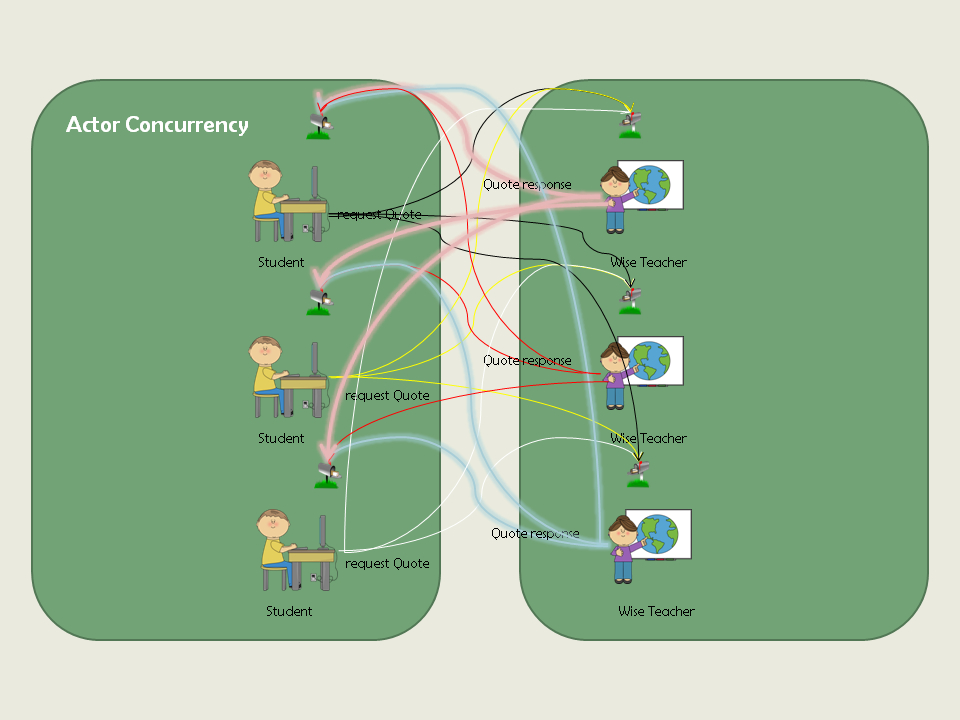 Actor Concurrency
Quote response
request Quote
Student
Wise Teacher
Quote response
request Quote
Student
Wise Teacher
Quote response
request Quote
Student
Wise Teacher